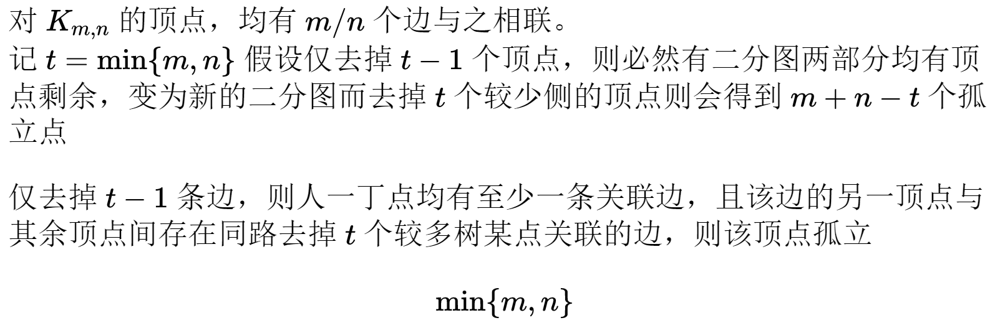 对 $K_{m,n}$ 的顶点，均有 $m/n$ 个边与之相联。
记 $t = \min\{m, n\}$ 假设仅去掉 $t - 1$ 个顶点，则必然有二分图两部分均有顶
点剩余，变为新的二分图而去掉 $t$ 个较少侧的顶点则会得到 $m + n - t$ 个孤
立点
仅去掉 $t - 1$ 条边，则人一丁点均有至少一条关联边，且该边的另一顶点与
其余顶点间存在同路去掉 $t$ 个较多树某点关联的边，则该顶点孤立
$\min\{m, n\}$